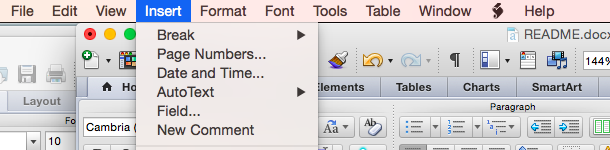 File Edit View Insert Format Font Tools Table Window Help
Break
README.docx
Page Numbers...
144%
Date and Time...
Layout
Elements Tables Charts SmartArt
AutoText
Field...
Paragraph
Cambria (
New Comment
10